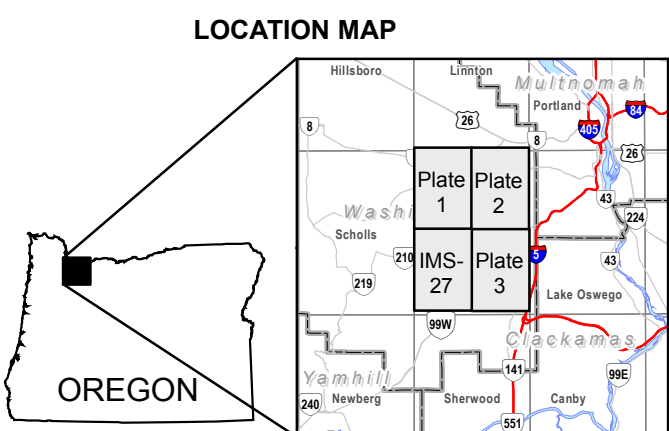 LOCATION MAP
Hillsboro
Linnton
Multnomah
Portland
84
8
26
405
8
26
Plate
1
Plate
2
43
Washi
224
Scholls
210
IMS-
27
Plate
3
5
43
219
Lake Oswego
99W
Clackamas
141
99E
Yamhill
OREGON
240
Newberg
Sherwood
Canby
551